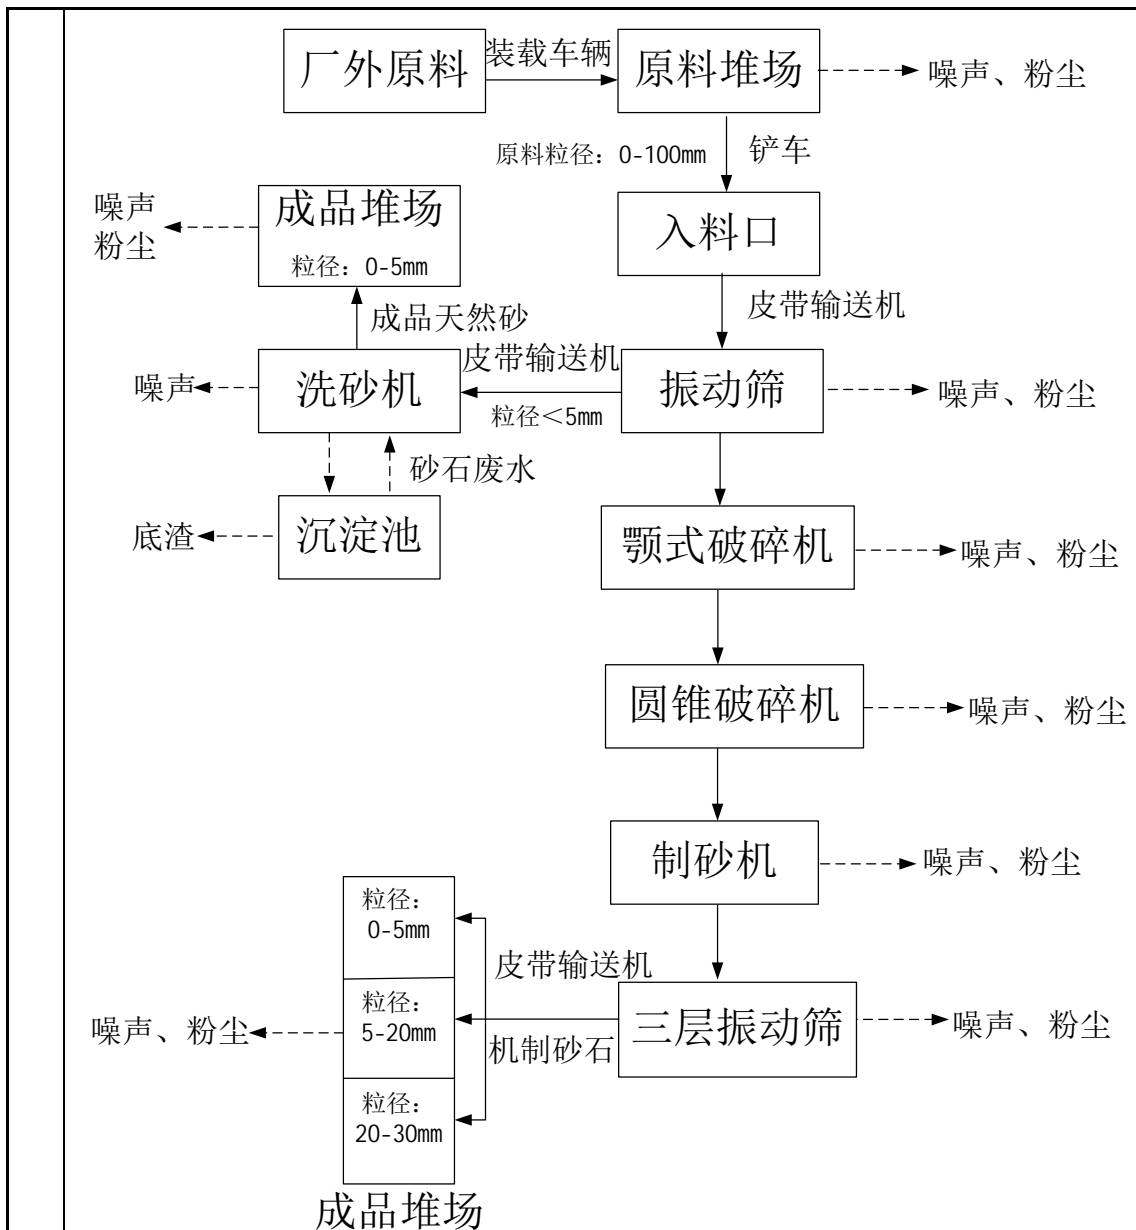 厂外原料
装载车辆
原料堆场
噪声、粉尘
原料粒径：0-100mm
铲车
噪声
粉尘
成品堆场
粒径：0-5mm
入料口
成品天然砂
皮带输送机
噪声
洗砂机
皮带输送机
粒径＜5mm
振动筛
噪声、粉尘
砂石废水
底渣
沉淀池
颚式破碎机
噪声、粉尘
圆锥破碎机
噪声、粉尘
制砂机
噪声、粉尘
粒径：
0-5mm
皮带输送机
噪声、粉尘
粒径：
5-20mm
机制砂石
三层振动筛
噪声、粉尘
粒径：
20-30mm
成品堆场